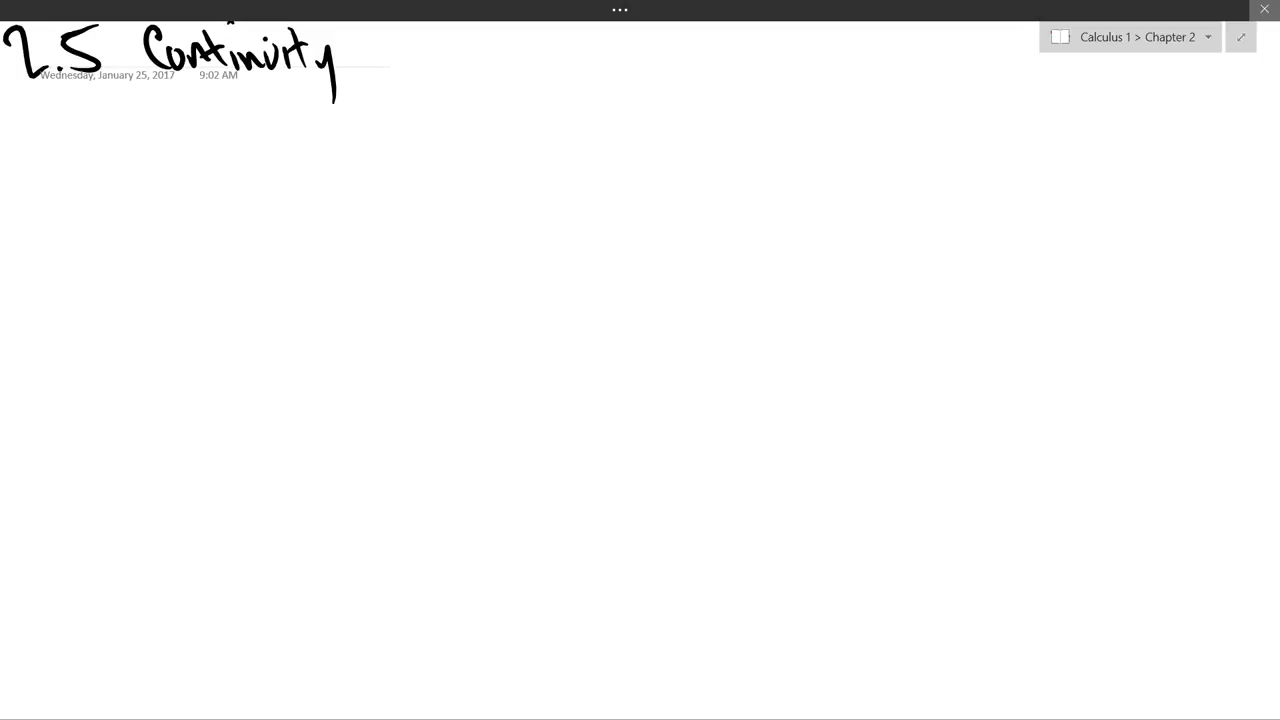 2.5 Continuity
Wednesday, January 25, 2017 9:02 AM
Calculus 1 > Chapter 2